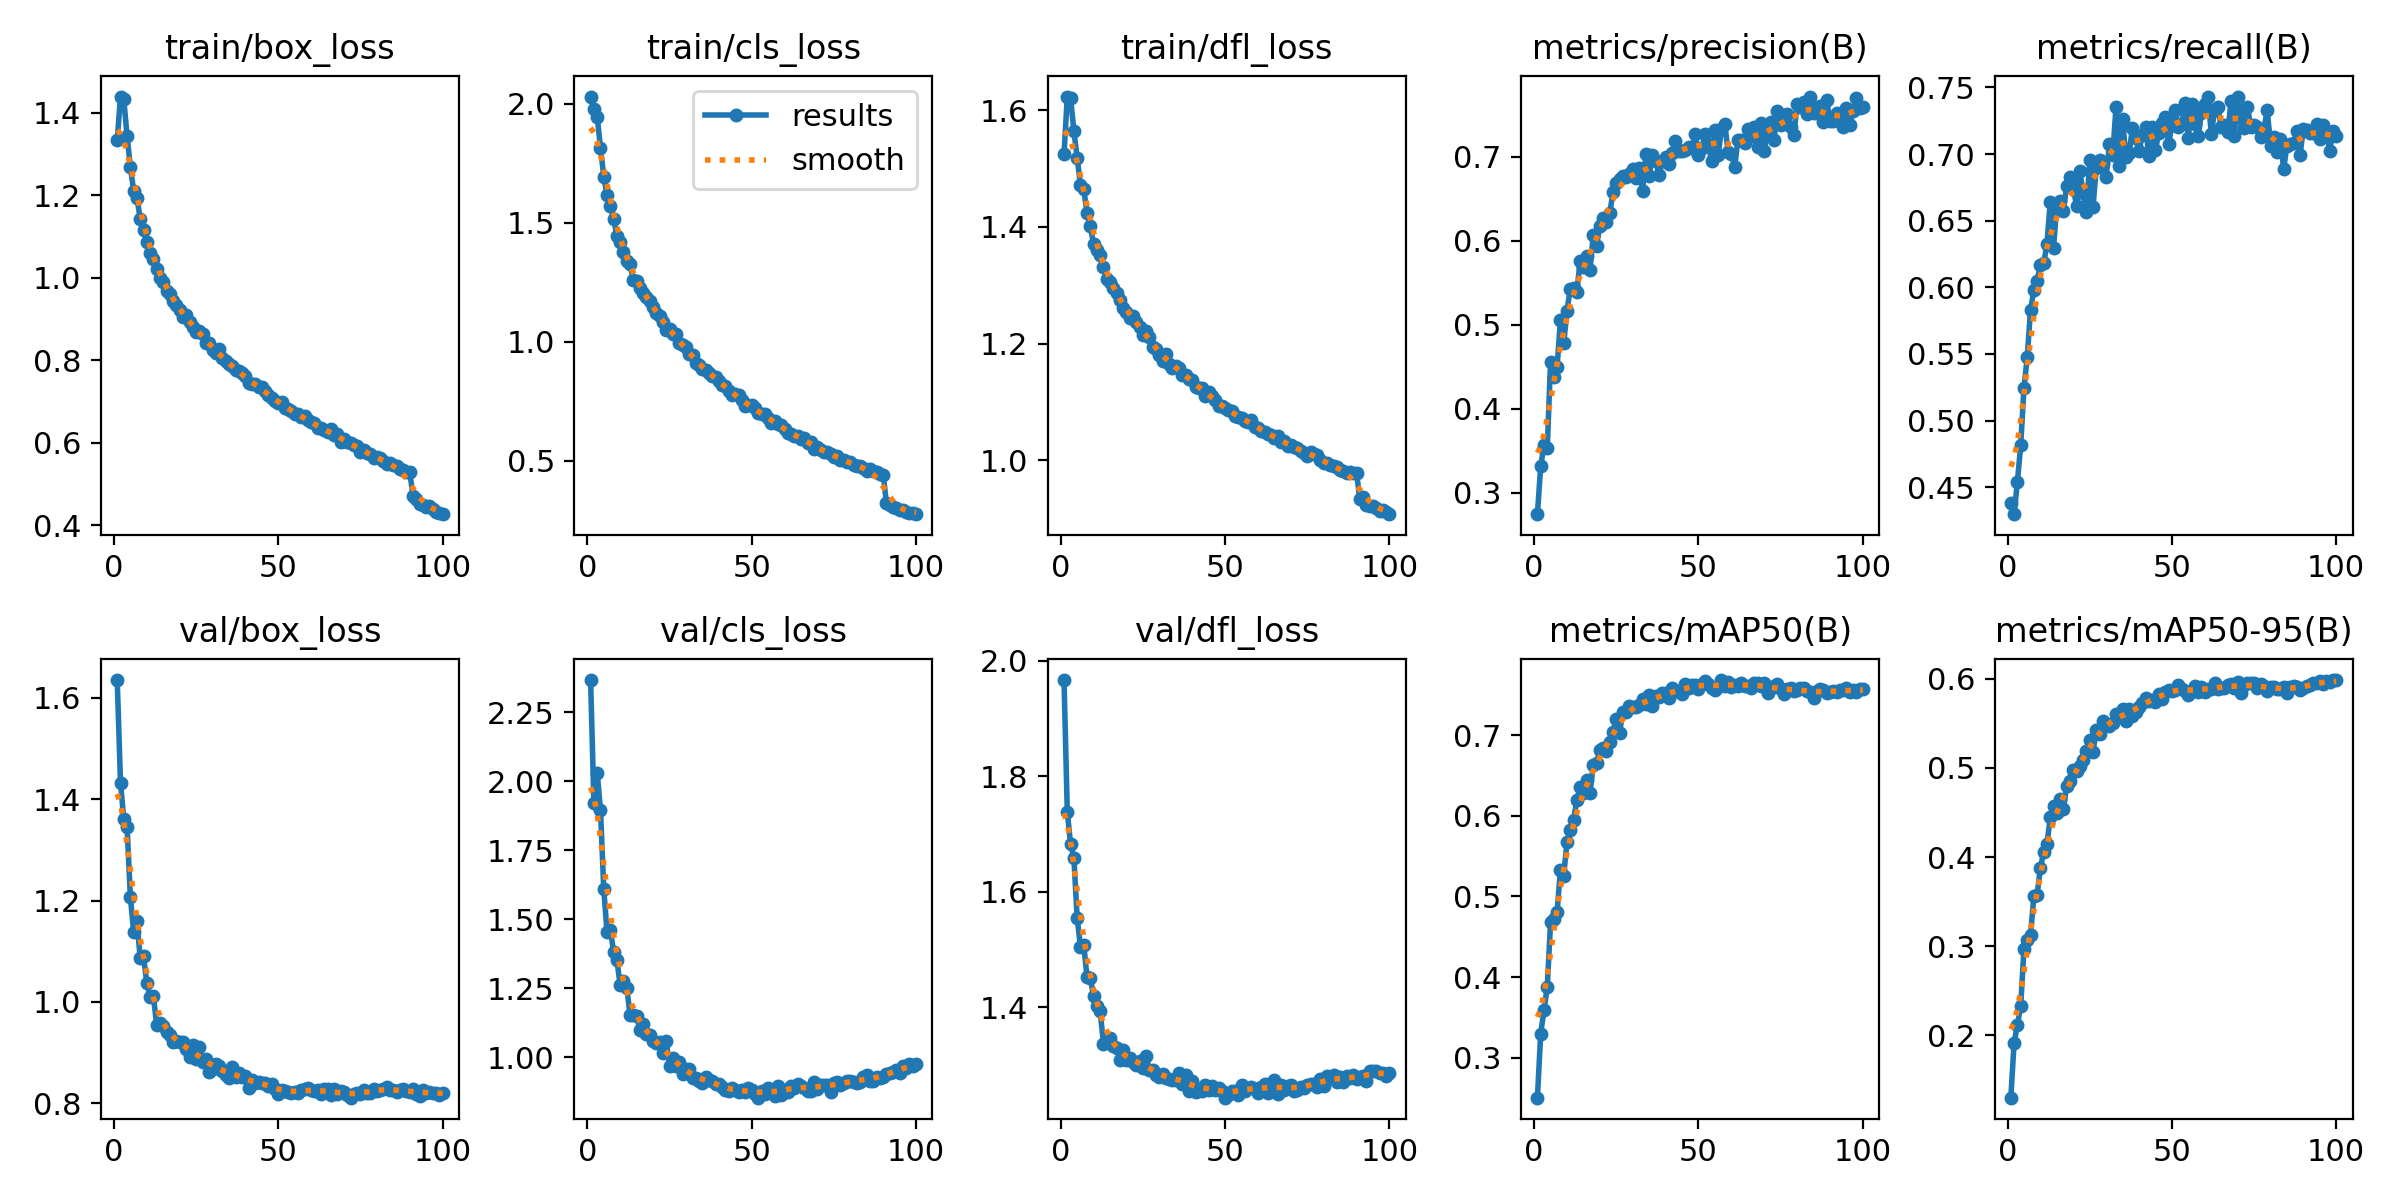 train/box_loss
train/cls_loss
train/dfl_loss
metrics/precision(B)
metrics/recall(B)
1.4
1.2
1.0
0.8
0.6
0.4
0 50 100
2.0
1.5
1.0
0.5
0 50 100
results
smooth
1.6
1.4
1.2
1.0
0 50 100
0.7
0.6
0.5
0.4
0.3
0 50 100
0.75
0.70
0.65
0.60
0.55
0.50
0.45
0 50 100
val/box_loss
val/cls_loss
val/dfl_loss
metrics/mAP50(B)
metrics/mAP50-95(B)
1.6
1.4
1.2
1.0
0.8
0 50 100
2.25
2.00
1.75
1.50
1.25
1.00
0 50 100
2.0
1.8
1.6
1.4
0 50 100
0.7
0.6
0.5
0.4
0.3
0 50 100
0.6
0.5
0.4
0.3
0.2
0 50 100